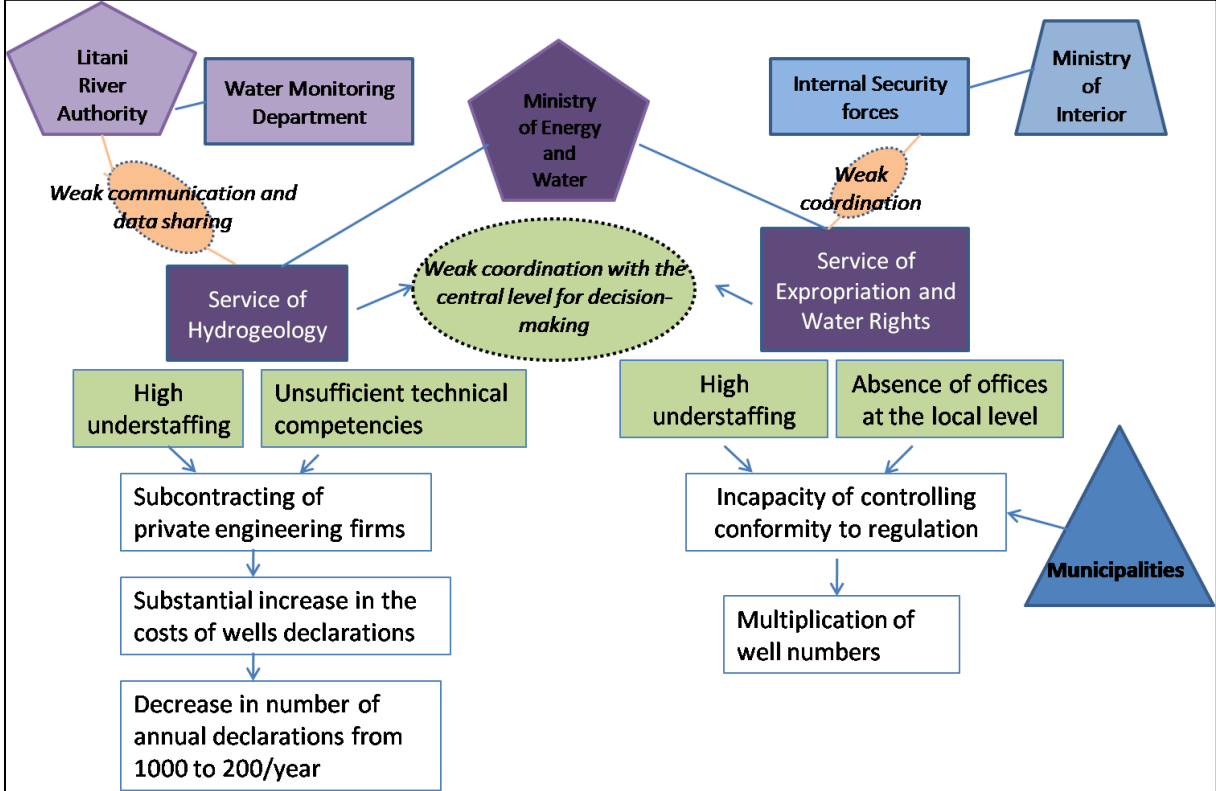 Litani
River
Authority
Water Monitoring
Department
Ministry
of Energy
and
Water
Internal Security
forces
Ministry
of
Interior
Weak communication and
data sharing
Weak
coordination
Service of
Hydrogeology
Weak coordination with the
central level for decision-
making
Service of
Expropriation and
Water Rights
High
understaffing
Unsufficient technical
competencies
High
understaffing
Absence of offices
at the local level
Subcontracting of
private engineering firms
Incapacity of controlling
conformity to regulation
Municipalities
Substantial increase in the
costs of wells declarations
Multiplication of
well numbers
Decrease in number of
annual declarations from
1000 to 200/year